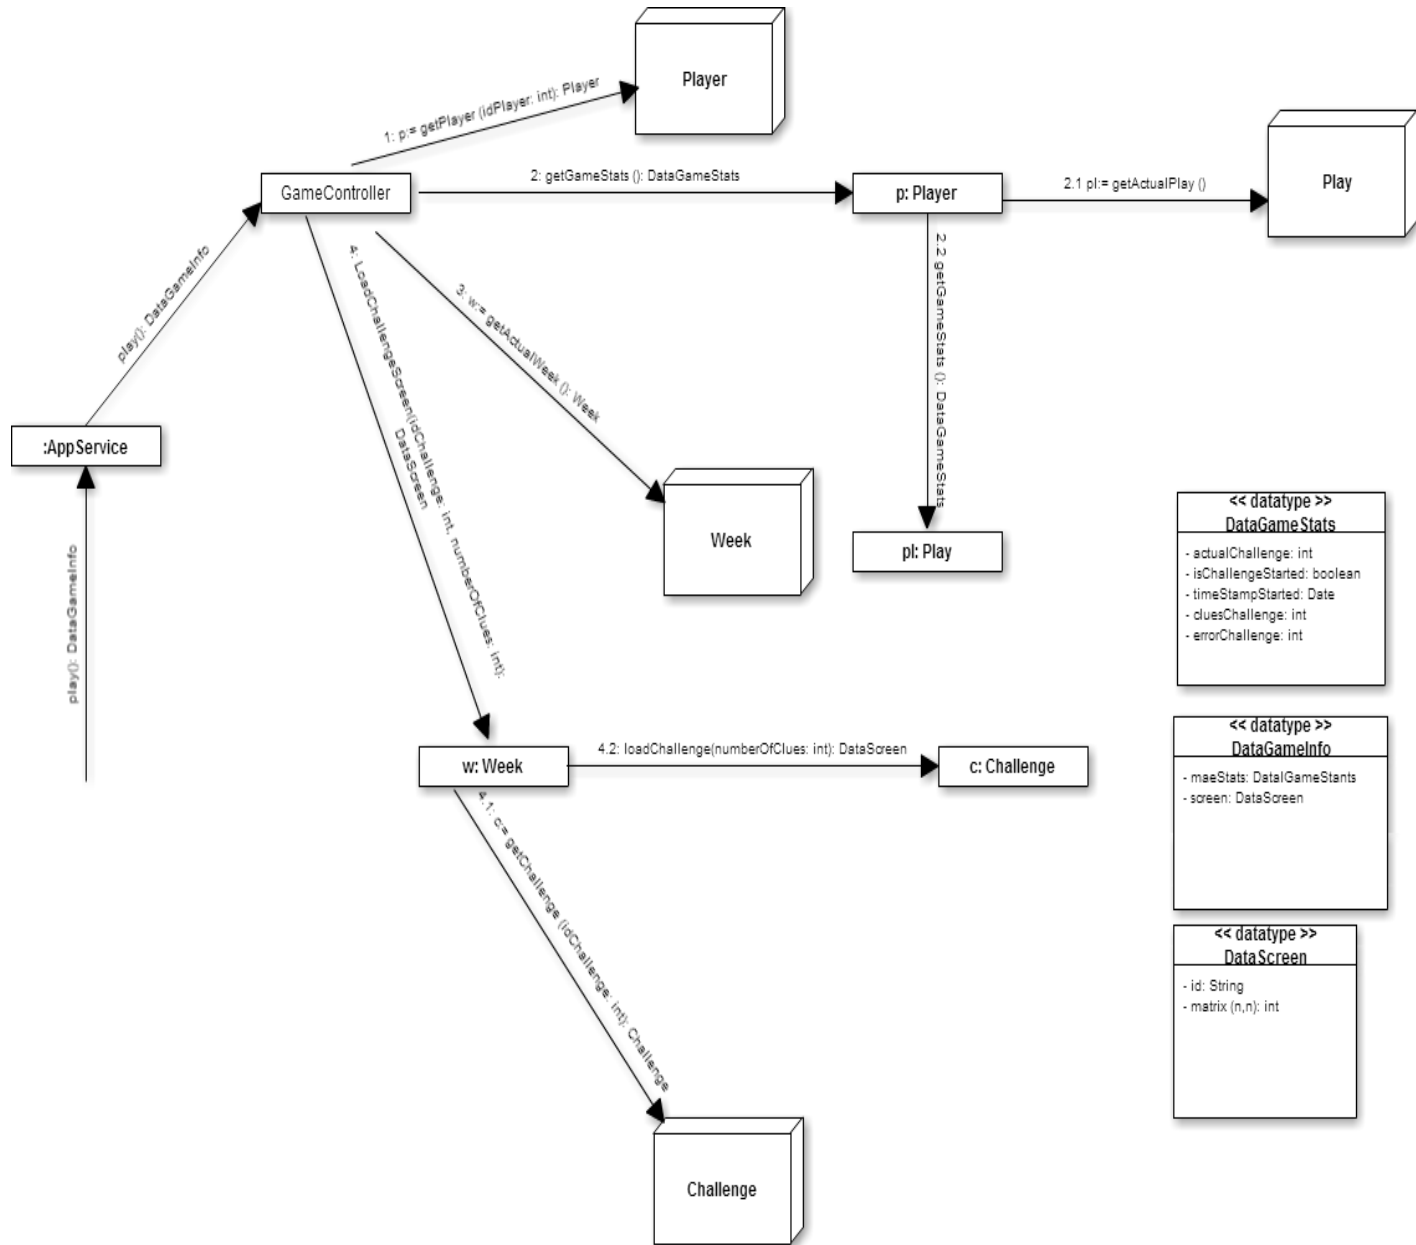 Player
1: p:= getPlayer (idPlayer: int): Player
GameController
2: getGameStats (): DataGameStats
p: Player
2.1 pl:= getActualPlay ()
Play
play(): DataGameInfo
4: LoadChallengeScreen(idChallenge: int, numberOfClues: int):
DataScreen
3: w:= getActualWeek (): Week
2.2 getGameStats (): DataGameStats
:AppService
play(): DataGameInfo
Week
pl: Play
<< datatype >>
DataGameStats
- actualChallenge: int
- isChallengeStarted: boolean
- timeStampStarted: Date
- cluesChallenge: int
- errorChallenge: int
w: Week
4.2: loadChallenge(numberOfClues: int): DataScreen
c: Challenge
<< datatype >>
DataGameInfo
- maeStats: DatalGameStants
- screen: DataScreen
4.1: c:= getChallenge (idChallenge: int): Challenge
<< datatype >>
DataScreen
- id: String
- matrix (n,n): int
Challenge